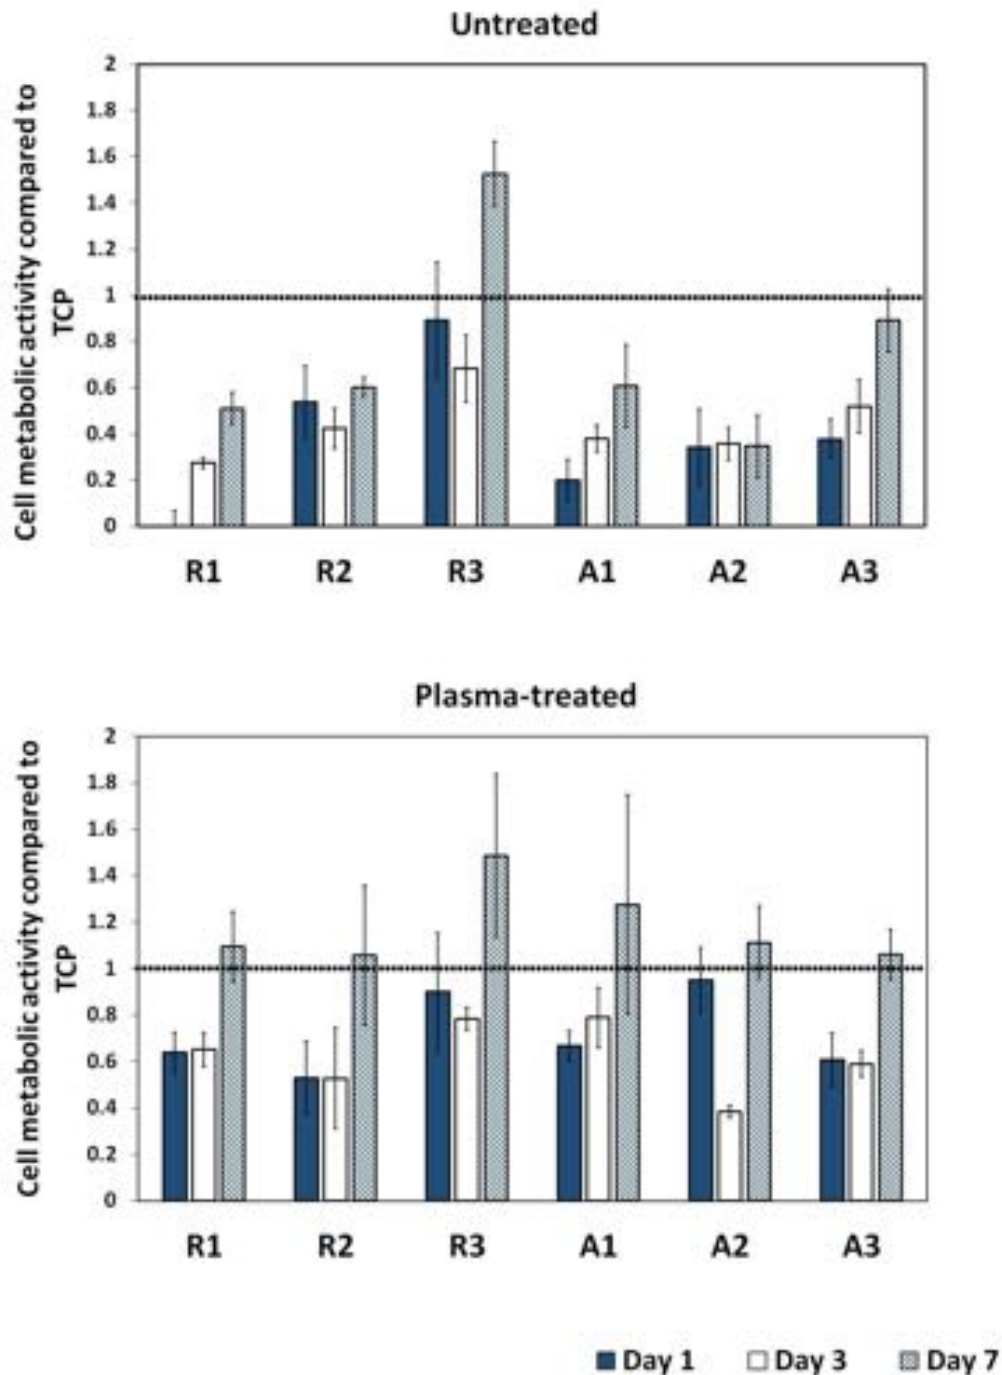 Untreated
Cell metabolic activity compared to
TCP
2
1.8
1.6
1.4
1.2
1
0.8
0.6
0.4
0.2
0
R1 R2 R3 A1 A2 A3
Plasma-treated
Cell metabolic activity compared to
TCP
2
1.8
1.6
1.4
1.2
1
0.8
0.6
0.4
0.2
0
R1 R2 R3 A1 A2 A3
Day 1 Day 3 Day 7